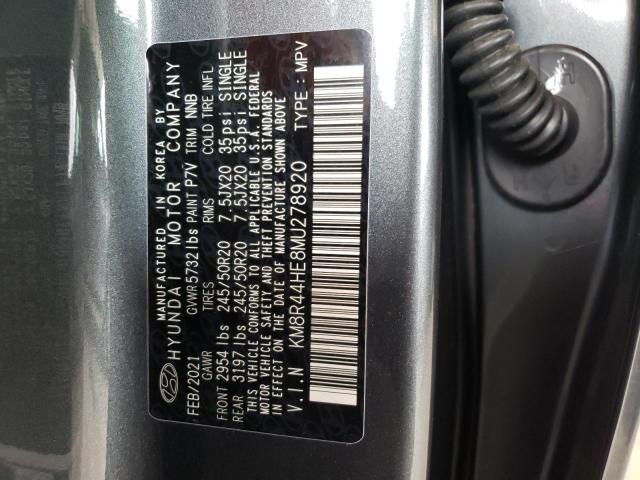 MANUFACTURED IN KOREA BY
HYUNDAI MOTOR COMPANY
FEB/2021 GVWR 5732 lbs PAINT P7V TRIM NNB
GAWR TIRES RIMS COLD TIRE INFL
FRONT 2954 lbs 245/50R20 7.5JX20 35psi SINGLE
REAR 3197 lbs 245/50R20 7.5JX20 35psi SINGLE
THIS VEHICLE CONFORMS TO ALL APPLICABLE U.S.A. FEDERAL
MOTOR VEHICLE SAFETY AND THEFT PREVENTION STANDARDS
IN EFFECT ON THE DATE OF MANUFACTURE SHOWN ABOVE
V.I.N KM8R44HE8MU278920 TYPE : MPV